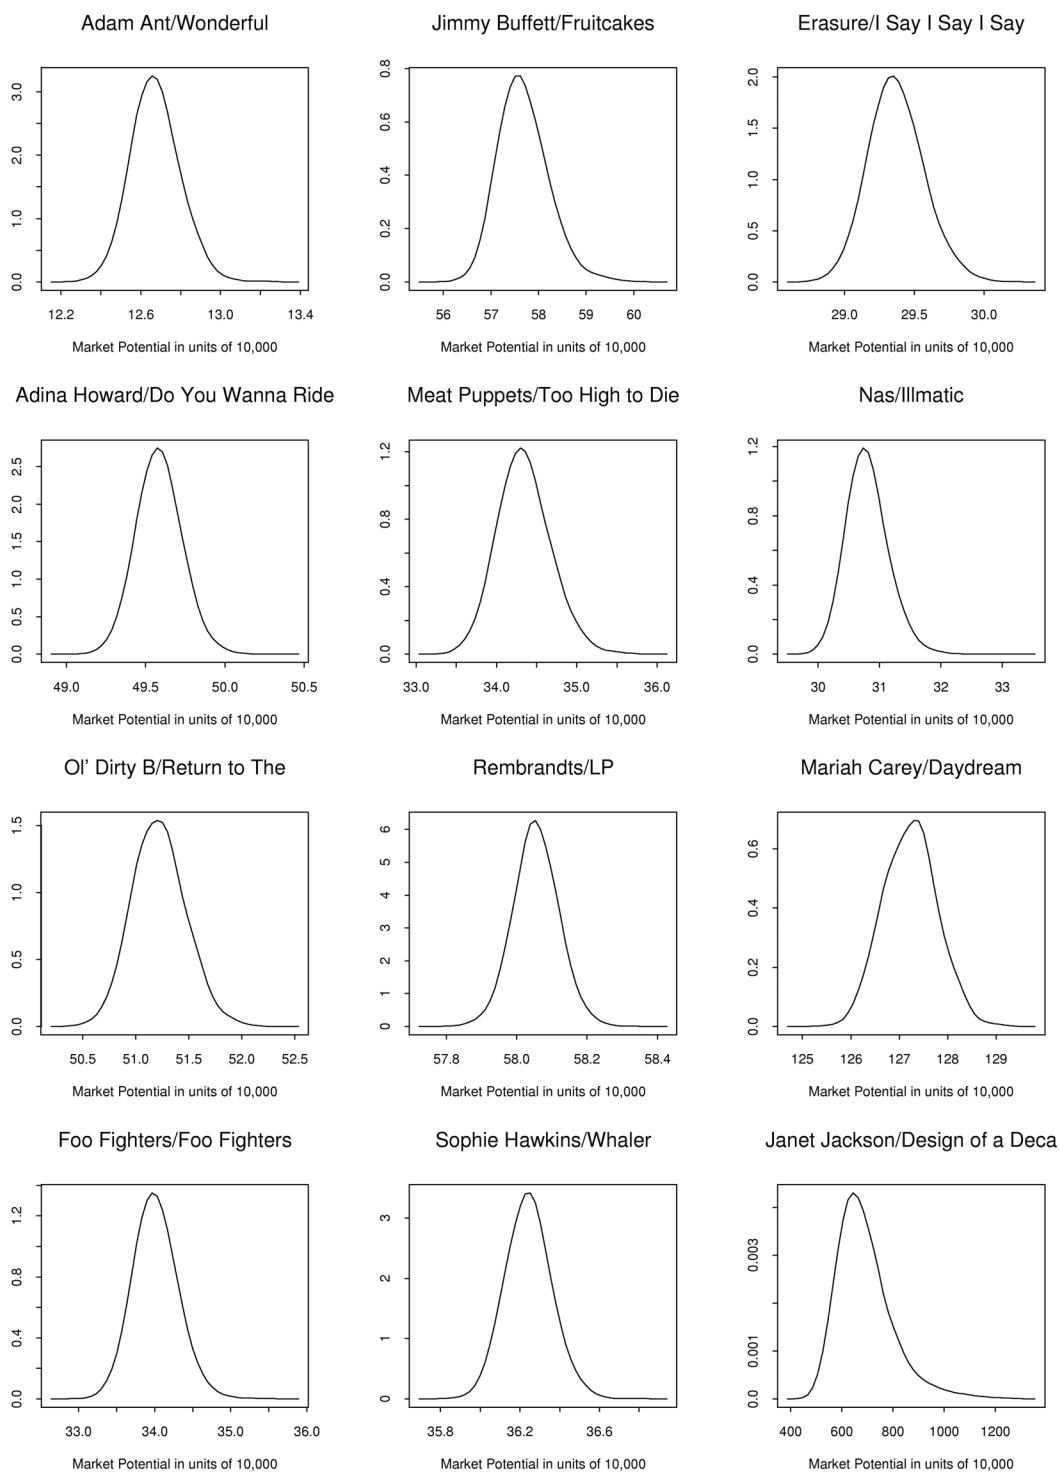 Adam Ant/Wonderful
Jimmy Buffett/Fruitcakes
Erasure/I Say I Say I Say
0.0 1.0 2.0 3.0
12.2 12.6 13.0 13.4
Market Potential in units of 10,000
0.0 0.2 0.4 0.6 0.8
56 57 58 59 60
Market Potential in units of 10,000
0.0 0.5 1.0 1.5 2.0
29.0 29.5 30.0
Market Potential in units of 10,000
Adina Howard/Do You Wanna Ride
Meat Puppets/Too High to Die
Nas/Illmatic
0.0 0.5 1.0 1.5 2.0 2.5
49.0 49.5 50.0 50.5
Market Potential in units of 10,000
0.0 0.4 0.8 1.2
33.0 34.0 35.0 36.0
Market Potential in units of 10,000
0.0 0.4 0.8 1.2
30 31 32 33
Market Potential in units of 10,000
Ol' Dirty B/Return to The
Rembrandts/LP
Mariah Carey/Daydream
0.0 0.5 1.0 1.5
50.5 51.0 51.5 52.0 52.5
Market Potential in units of 10,000
0 1 2 3 4 5 6
57.8 58.0 58.2 58.4
Market Potential in units of 10,000
0.0 0.2 0.4 0.6
125 126 127 128 129
Market Potential in units of 10,000
Foo Fighters/Foo Fighters
Sophie Hawkins/Whaler
Janet Jackson/Design of a Deca
0.0 0.4 0.8 1.2
33.0 34.0 35.0 36.0
Market Potential in units of 10,000
0 1 2 3
35.8 36.2 36.6
Market Potential in units of 10,000
0.0 0.001 0.003
400 600 800 1000 1200
Market Potential in units of 10,000